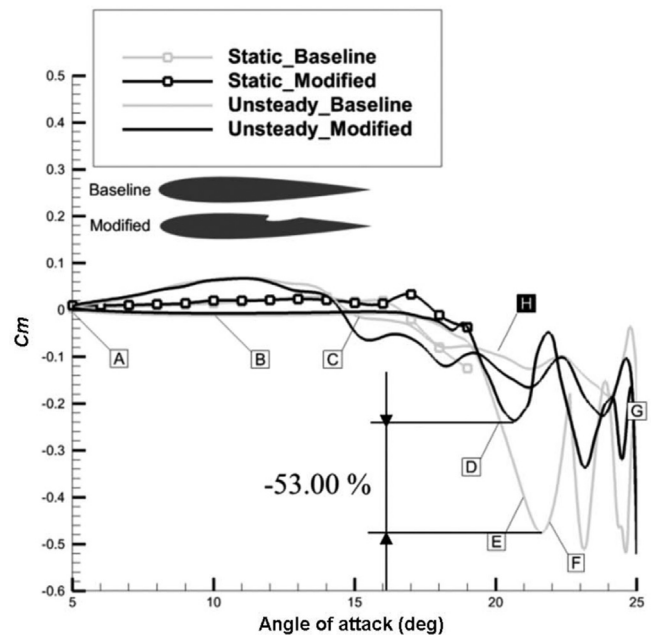 Static_Baseline
Static_Modified
Unsteady_Baseline
Unsteady_Modified
0.5
0.4
0.3
Baseline
0.2
Modified
0.1
H
Cm
0
A
B
C
-0.1
-0.2
G
D
-0.3
-53.00 %
-0.4
E
F
-0.5
-0.6
5
10
15
20
25
Angle of attack (deg)